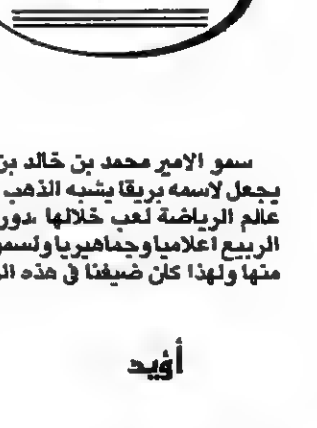 سمو الامير محمد بن خالد بن
يجعل لاسمه بريقا يشبه الذهب
عالم الرياضة لعب خلالها دور
الربيع اعلاميا وجماهيريا ولسمو
منها ولهذا كان ضيفنا في هذه
أؤيد